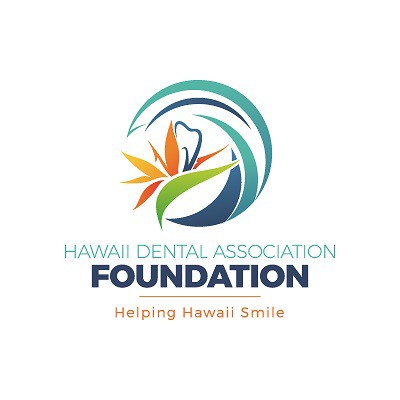 HAWAII DENTAL ASSOCIATION
FOUNDATION
Helping Hawaii Smile